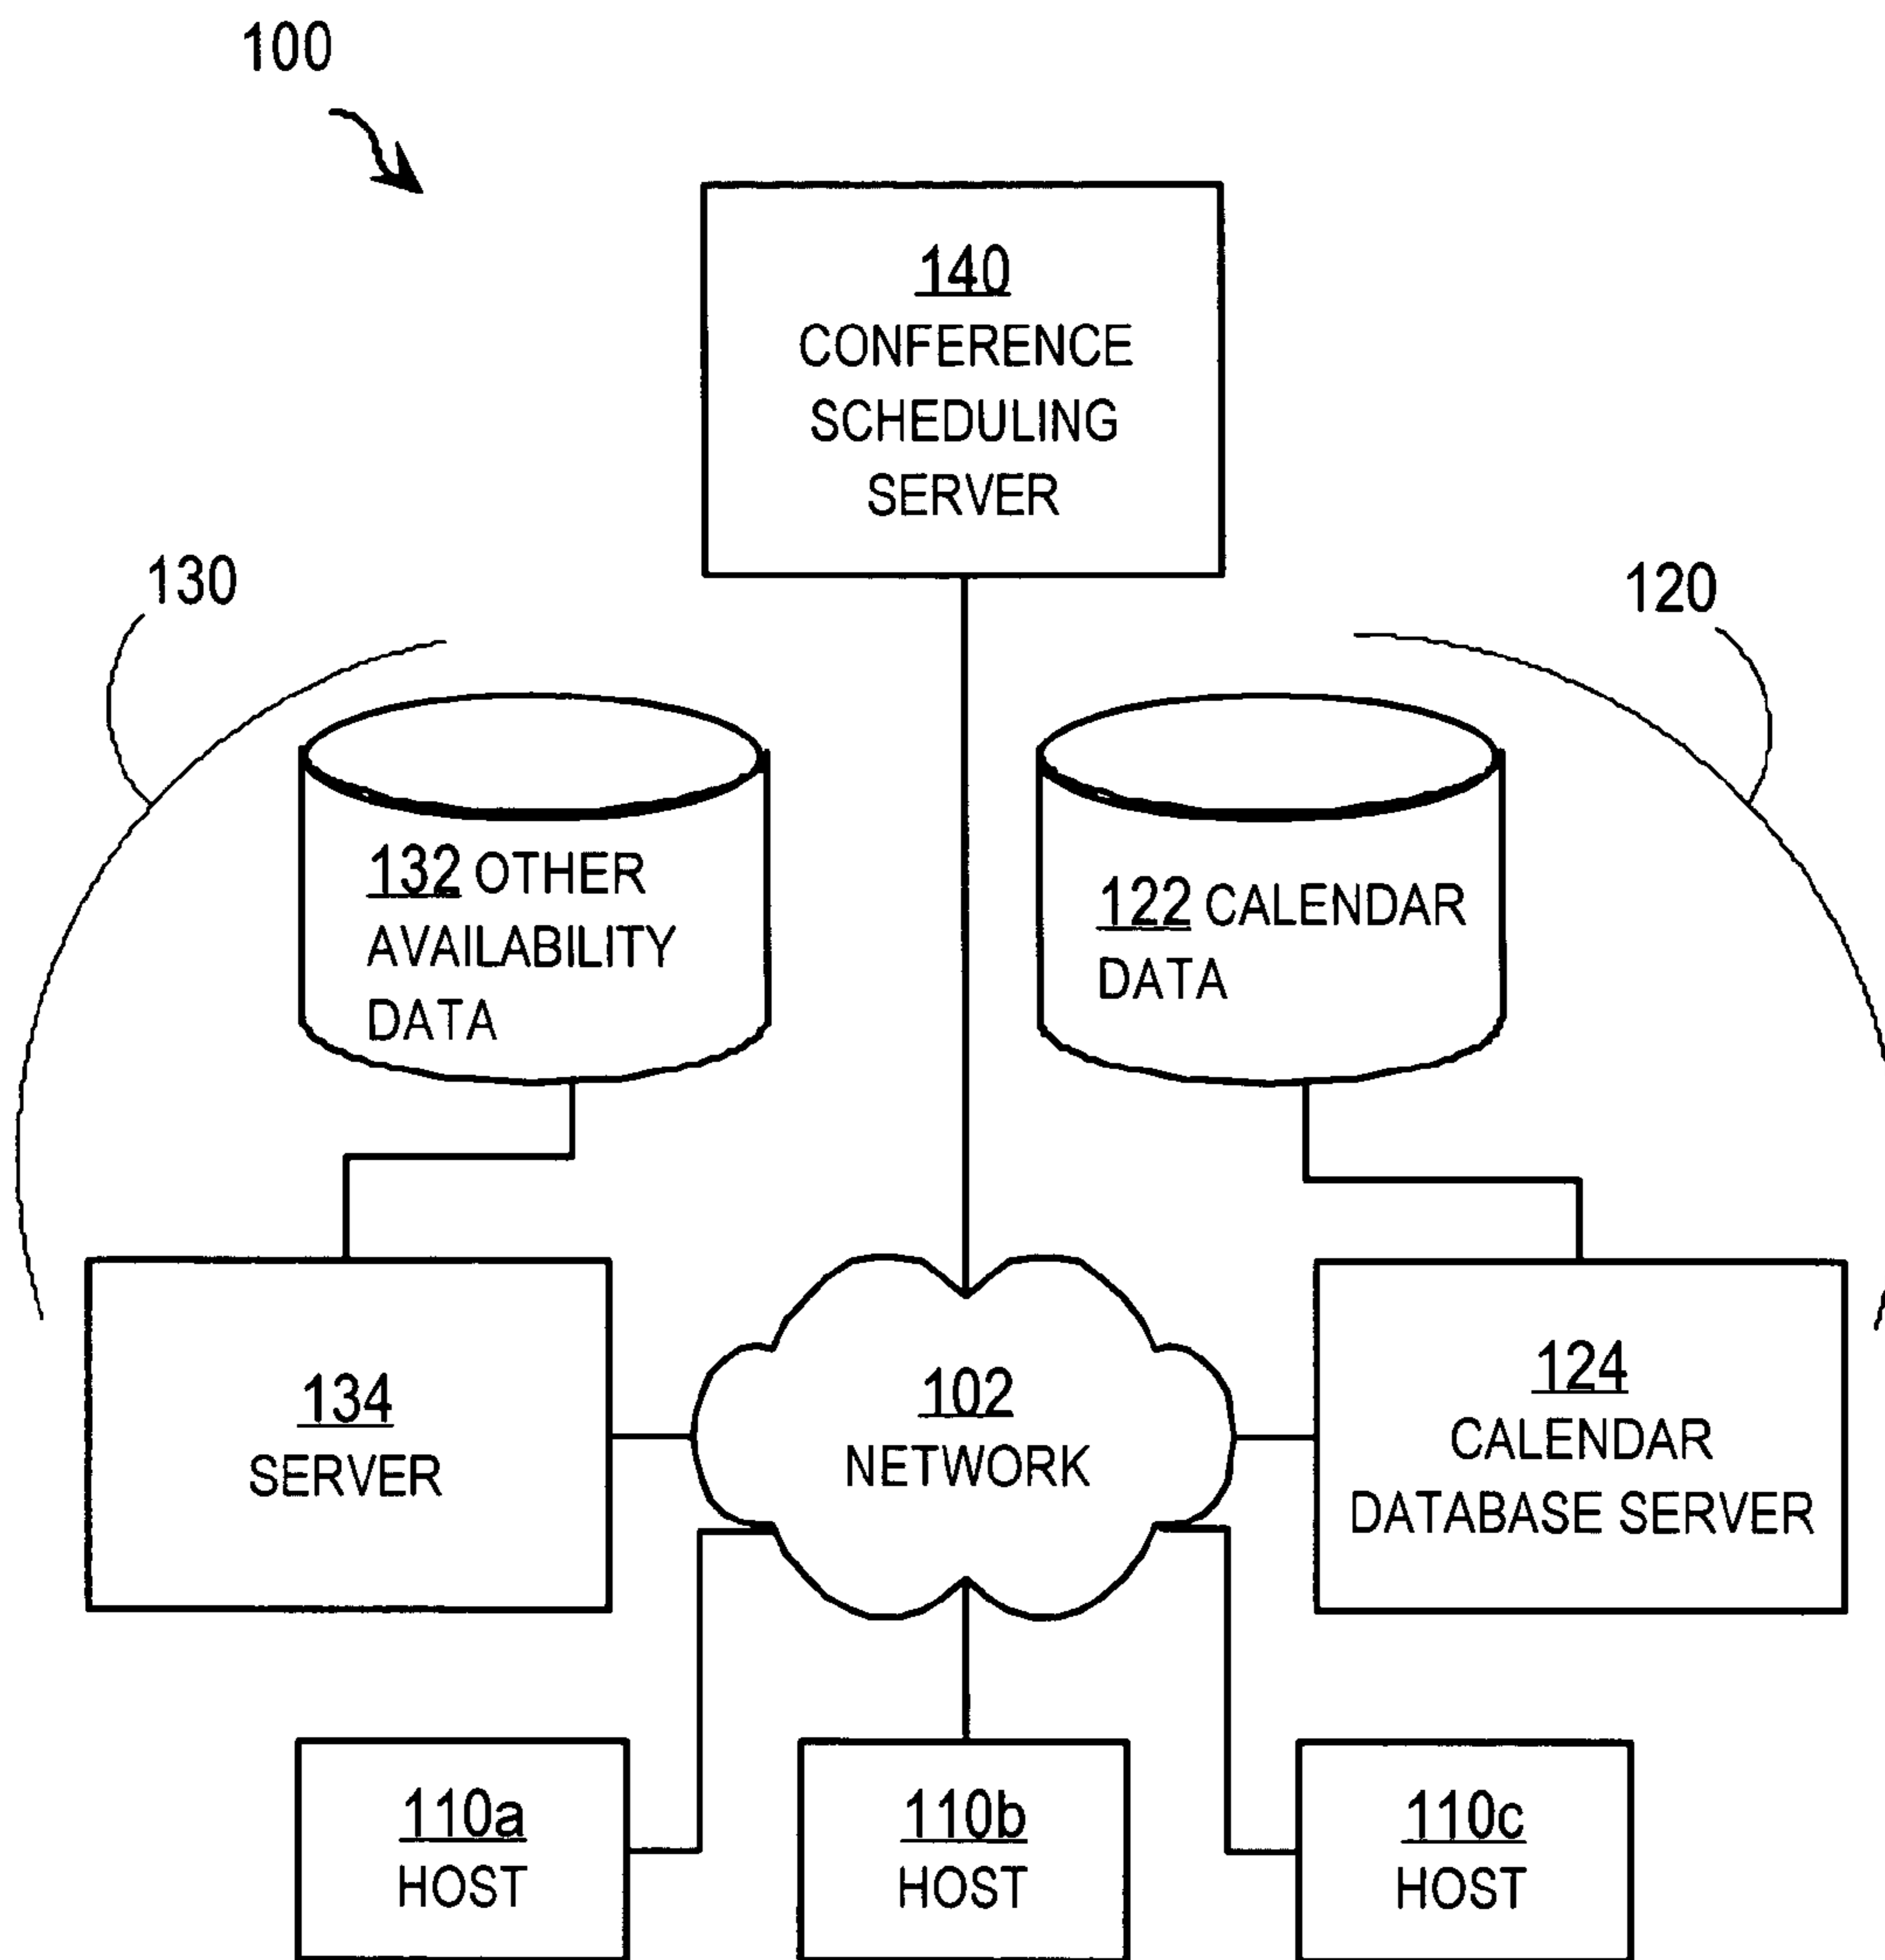 100
140
CONFERENCE
SCHEDULING
SERVER
130
120
132 OTHER
AVAILABILITY
DATA
122 CALENDAR
DATA
134
SERVER
102
NETWORK
124
CALENDAR
DATABASE SERVER
110a
HOST
110b
HOST
110c
HOST